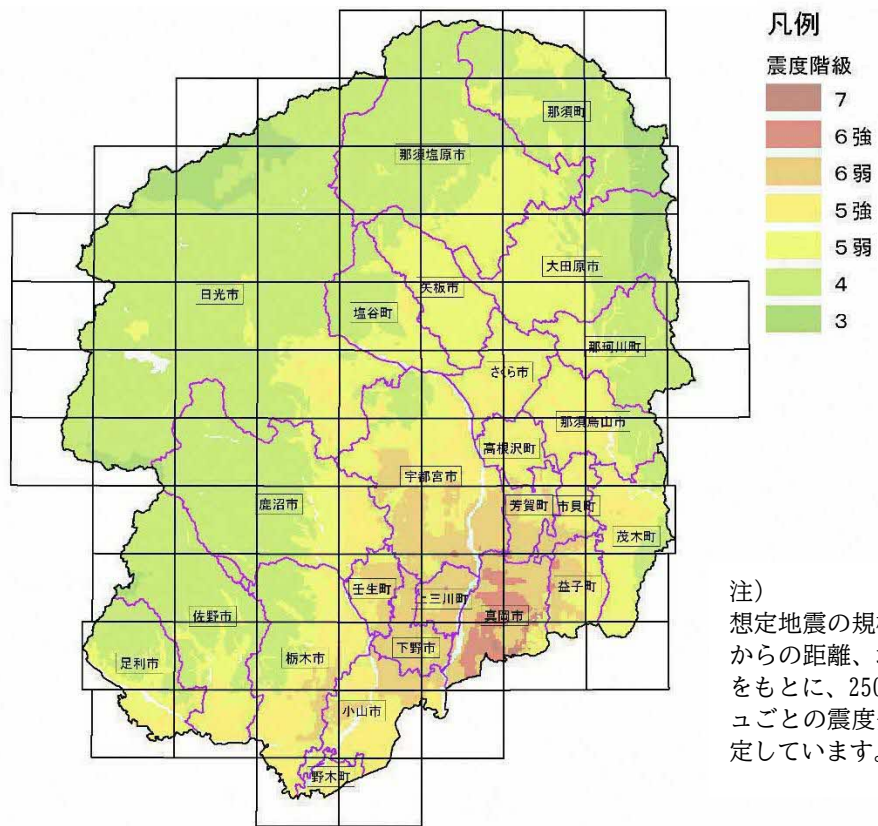 凡例
震度階級
7
6強
6弱
5強
5弱
4
3
那須町
那須塩原市
大田原市
日光市
矢板市
塩谷町
那珂川町
さくら市
那須烏山市
高根沢町
宇都宮市
鹿沼市
芳賀町
市貝町
茂木町
壬生町
上三川町
益子町
真岡市
佐野市
下野市
足利市
栃木市
小山市
野木町
注)
想定地震の規
からの距離、
をもとに、250
ュごとの震度
定しています。